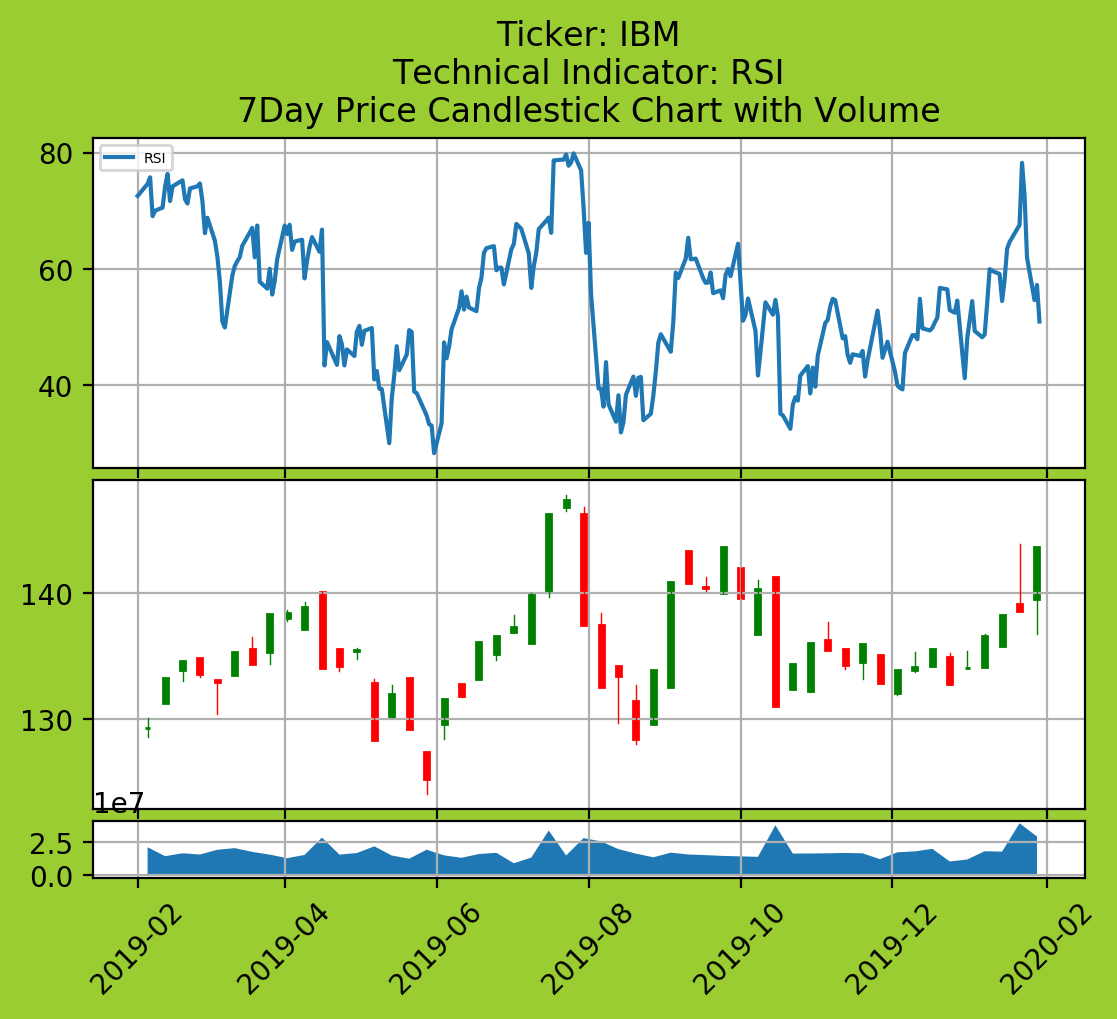 Ticker: IBM
Technical Indicator: RSI
7Day Price Candlestick Chart with Volume
RSI
80
60
40
140
130
1e7
2.5
0.0
2019-02
2019-04
2019-06
2019-08
2019-10
2019-12
2020-02